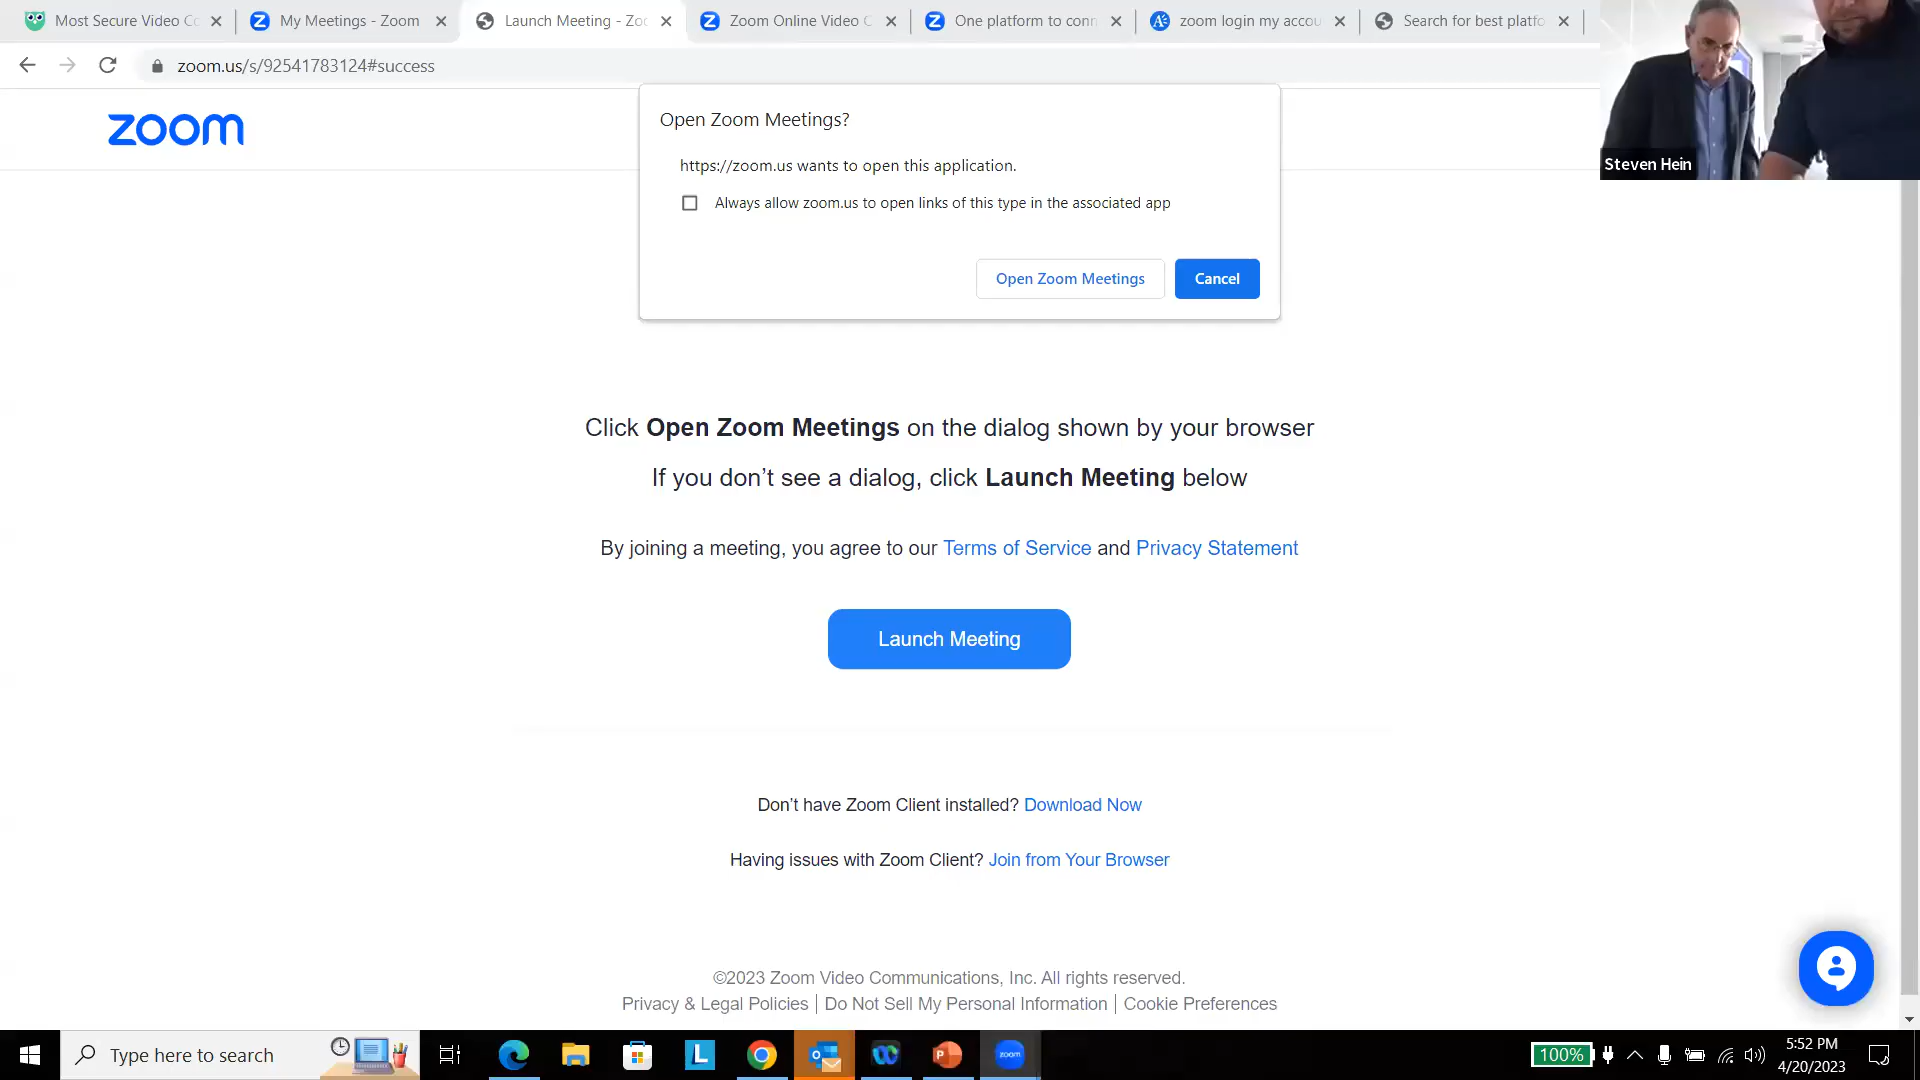 Most Secure Video Co
My Meetings - Zoom
Launch Meeting - Zoo
Zoom Online Video C
One platform to conn
zoom login my accou
Search for best platfo
zoom.us/s/92541783124#success
zoom
Open Zoom Meetings?
https://zoom.us wants to open this application.
Always allow zoom.us to open links of this type in the associated app
Open Zoom Meetings
Cancel
Steven Hein
Click Open Zoom Meetings on the dialog shown by your browser
If you don’t see a dialog, click Launch Meeting below
By joining a meeting, you agree to our Terms of Service and Privacy Statement
Launch Meeting
Don’t have Zoom Client installed? Download Now
Having issues with Zoom Client? Join from Your Browser
©2023 Zoom Video Communications, Inc. All rights reserved.
Privacy & Legal Policies | Do Not Sell My Personal Information | Cookie Preferences
Type here to search
L
zoom
100%
5:52 PM
4/20/2023